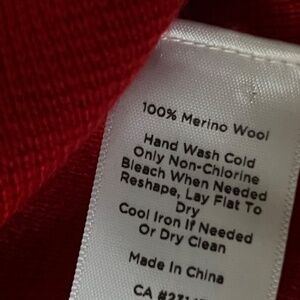 100% Merino Wool
Hand Wash Cold
Only Non-Chlorine
Bleach When Needed
Reshape, Lay Flat To
Dry
Cool Iron If Needed
Or Dry Clean
Made In China
CA